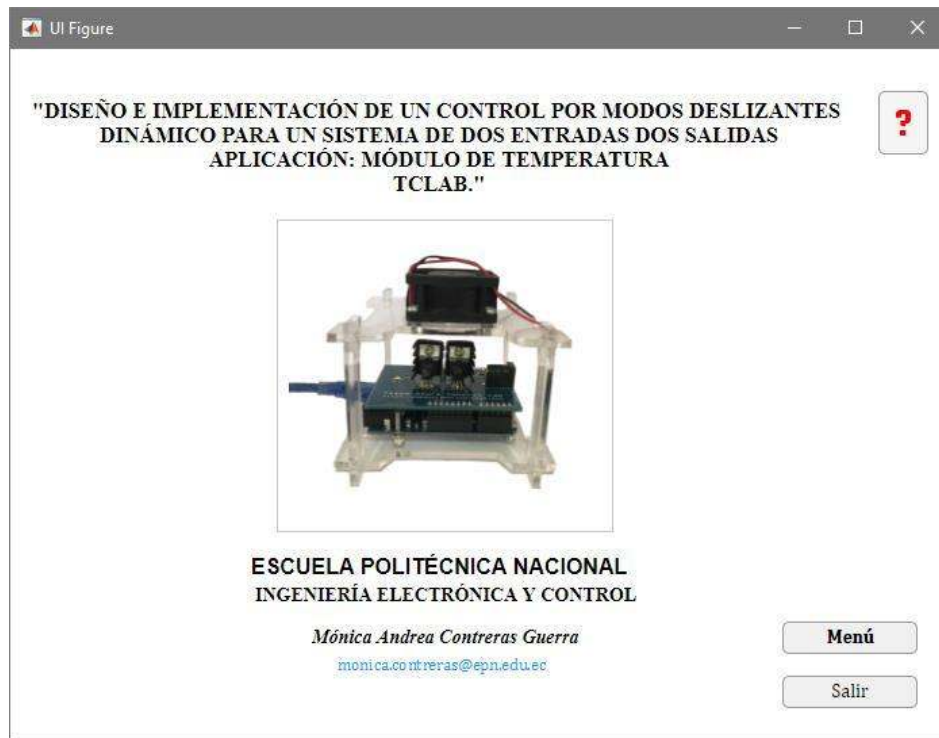 UI Figure
"DISEÑO E IMPLEMENTACIÓN DE UN CONTROL POR MODOS DESLIZANTES
DINÁMICO PARA UN SISTEMA DE DOS ENTRADAS DOS SALIDAS
APLICACIÓN: MÓDULO DE TEMPERATURA
TCLAB."
?
ESCUELA POLITÉCNICA NACIONAL
INGENIERÍA ELECTRÓNICA Y CONTROL
Mónica Andrea Contreras Guerra
monica.contreras@epn.edu.ec
Menú
Salir